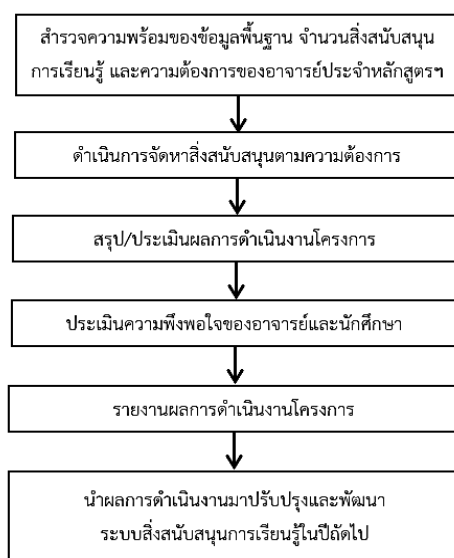 สำรวจความพร้อมของข้อมูลพื้นฐาน จำนวนสิ่งสนับสนุน
การเรียนรู้ และความต้องการของอาจารย์ประจำหลักสูตรฯ
ดำเนินการจัดหาสิ่งสนับสนุนตามความต้องการ
สรุป/ประเมินผลการดำเนินงานโครงการ
ประเมินความพึงพอใจของอาจารย์และนักศึกษา
รายงานผลการดำเนินงานโครงการ
นำผลการดำเนินงานมาปรับปรุงและพัฒนา
ระบบสิ่งสนับสนุนการเรียนรู้ในปีถัดไป